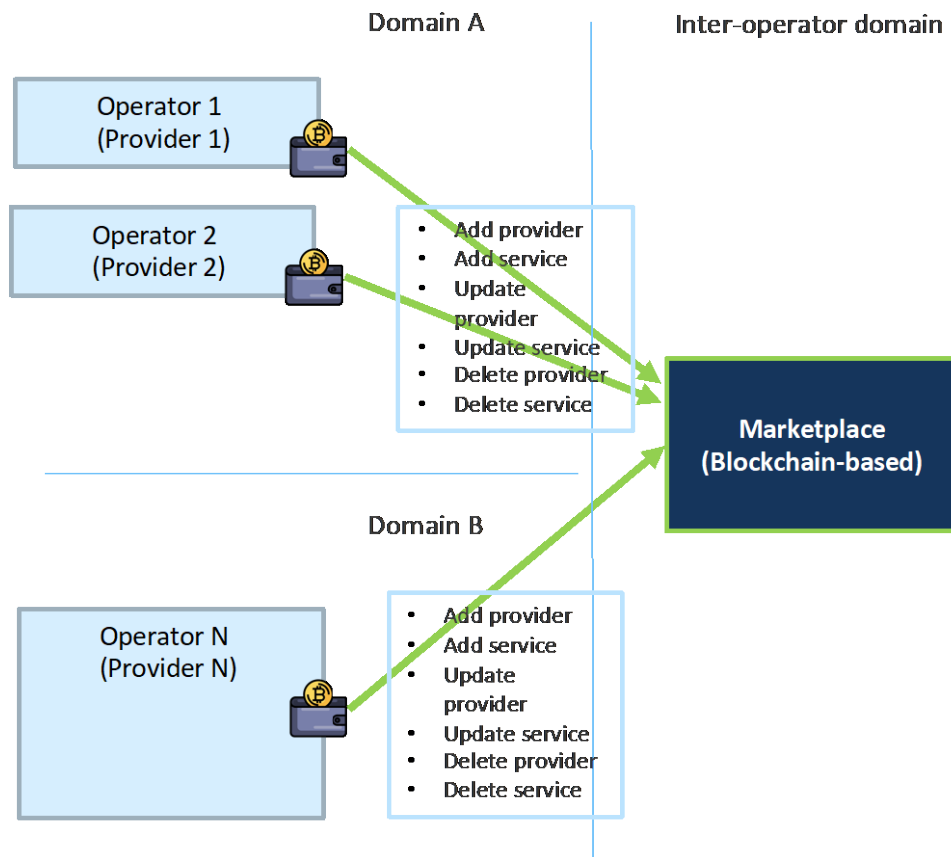 Domain A
Inter-operator domain
Operator 1
(Provider 1)
Operator 2
(Provider 2)
• Add provider
• Add service
• Update
provider
• Update service
• Delete provider
• Delete service
Marketplace
(Blockchain-based)
Domain B
Operator N
(Provider N)
• Add provider
• Add service
• Update
provider
• Update service
• Delete provider
• Delete service